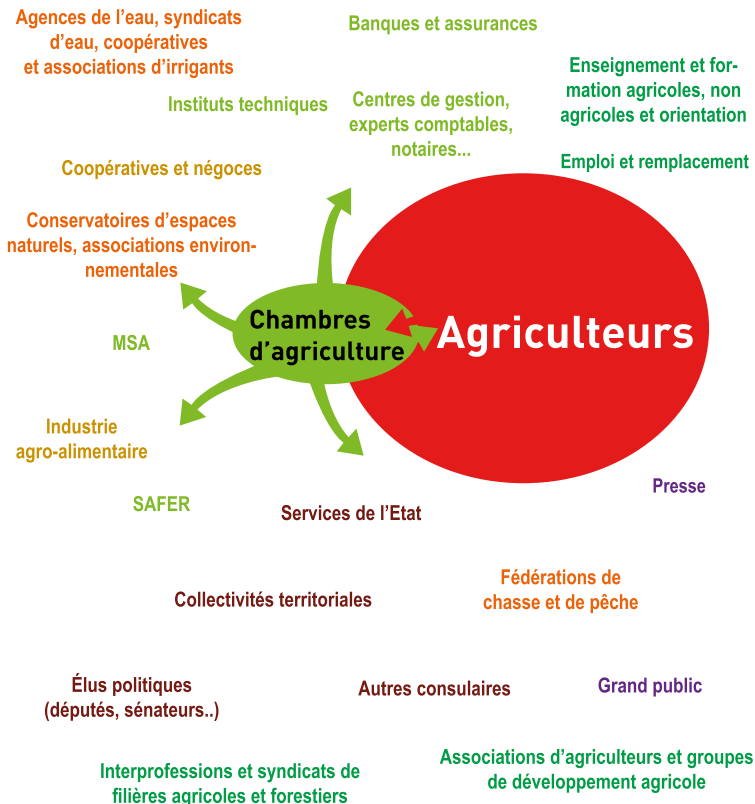 Agences de l’eau, syndicats
d’eau, coopératives
et associations d’irrigants
Banques et assurances
Enseignement et for-
mation agricoles, non
agricoles et orientation
Instituts techniques
Centres de gestion,
experts comptables,
notaires...
Coopératives et négoces
Emploi et remplacement
Conservatoires d’espaces
naturels, associations environ-
nementales
Chambres
d’agriculture
Agriculteurs
MSA
Industrie
agro-alimentaire
SAFER
Services de l’Etat
Presse
Collectivités territoriales
Fédérations de
chasse et de pêche
Élus politiques
(députés, sénateurs..)
Autres consulaires
Grand public
Interprofessions et syndicats de
filières agricoles et forestiers
Associations d’agriculteurs et groupes
de développement agricole